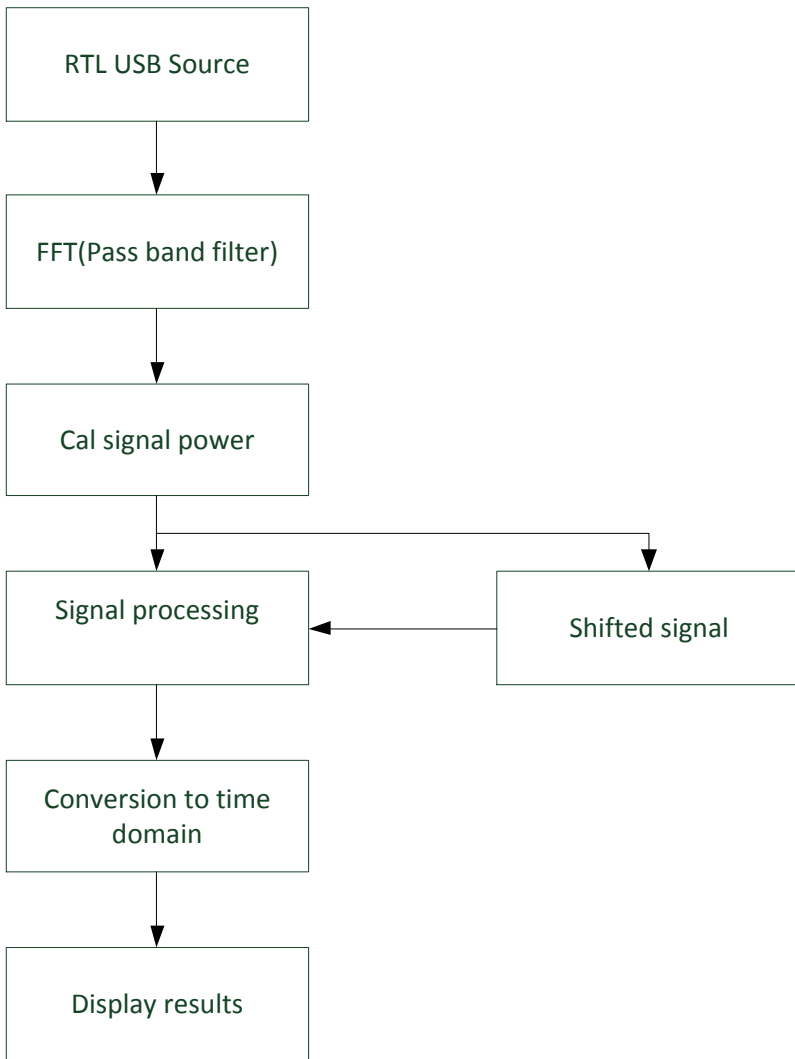 RTL USB Source
FFT(Pass band filter)
Cal signal power
Signal processing
Shifted signal
Conversion to time
domain
Display results